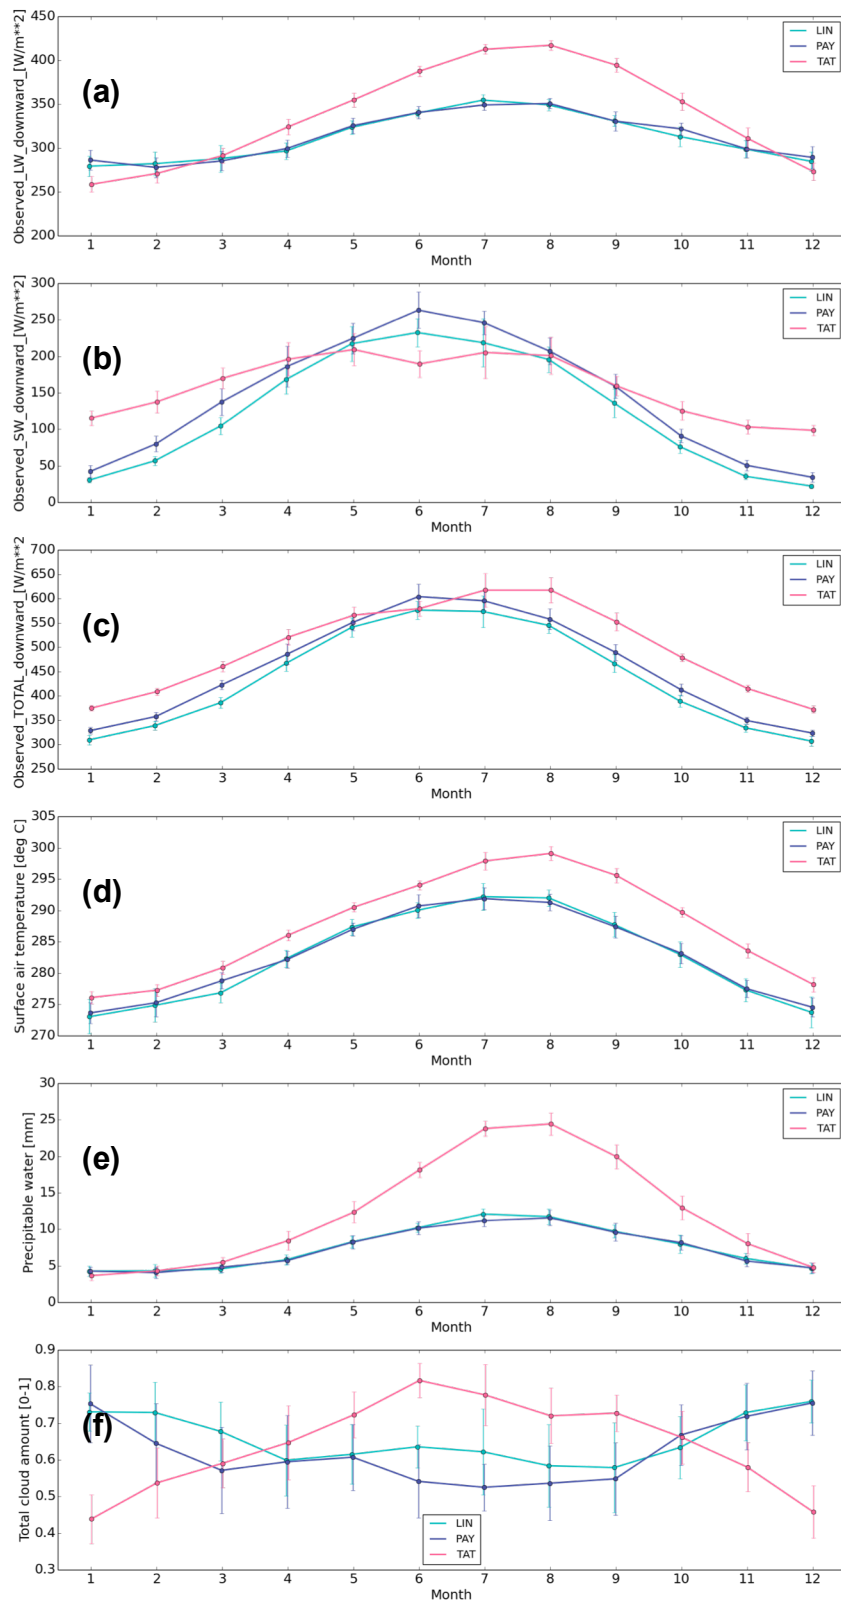 (a)
Observed_LW_downward_[W/m**2]
450
400
350
300
250
200
LIN
PAY
TAT
1 2 3 4 5 6 7 8 9 10 11 12
Month
(b)
Observed_SW_downward_[W/m**2]
300
250
200
150
100
50
0
LIN
PAY
TAT
1 2 3 4 5 6 7 8 9 10 11 12
Month
(c)
Observed_TOTAL_downward_[W/m**2
700
650
600
550
500
450
400
350
300
250
LIN
PAY
TAT
1 2 3 4 5 6 7 8 9 10 11 12
Month
(d)
Surface air temperature [deg C]
305
300
295
290
285
280
275
270
LIN
PAY
TAT
1 2 3 4 5 6 7 8 9 10 11 12
Month
(e)
Precipitable water [mm]
30
25
20
15
10
5
0
LIN
PAY
TAT
1 2 3 4 5 6 7 8 9 10 11 12
Month
(f)
Total cloud amount [0-1]
0.9
0.8
0.7
0.6
0.5
0.4
0.3
LIN
PAY
TAT
1 2 3 4 5 6 7 8 9 10 11 12
Month